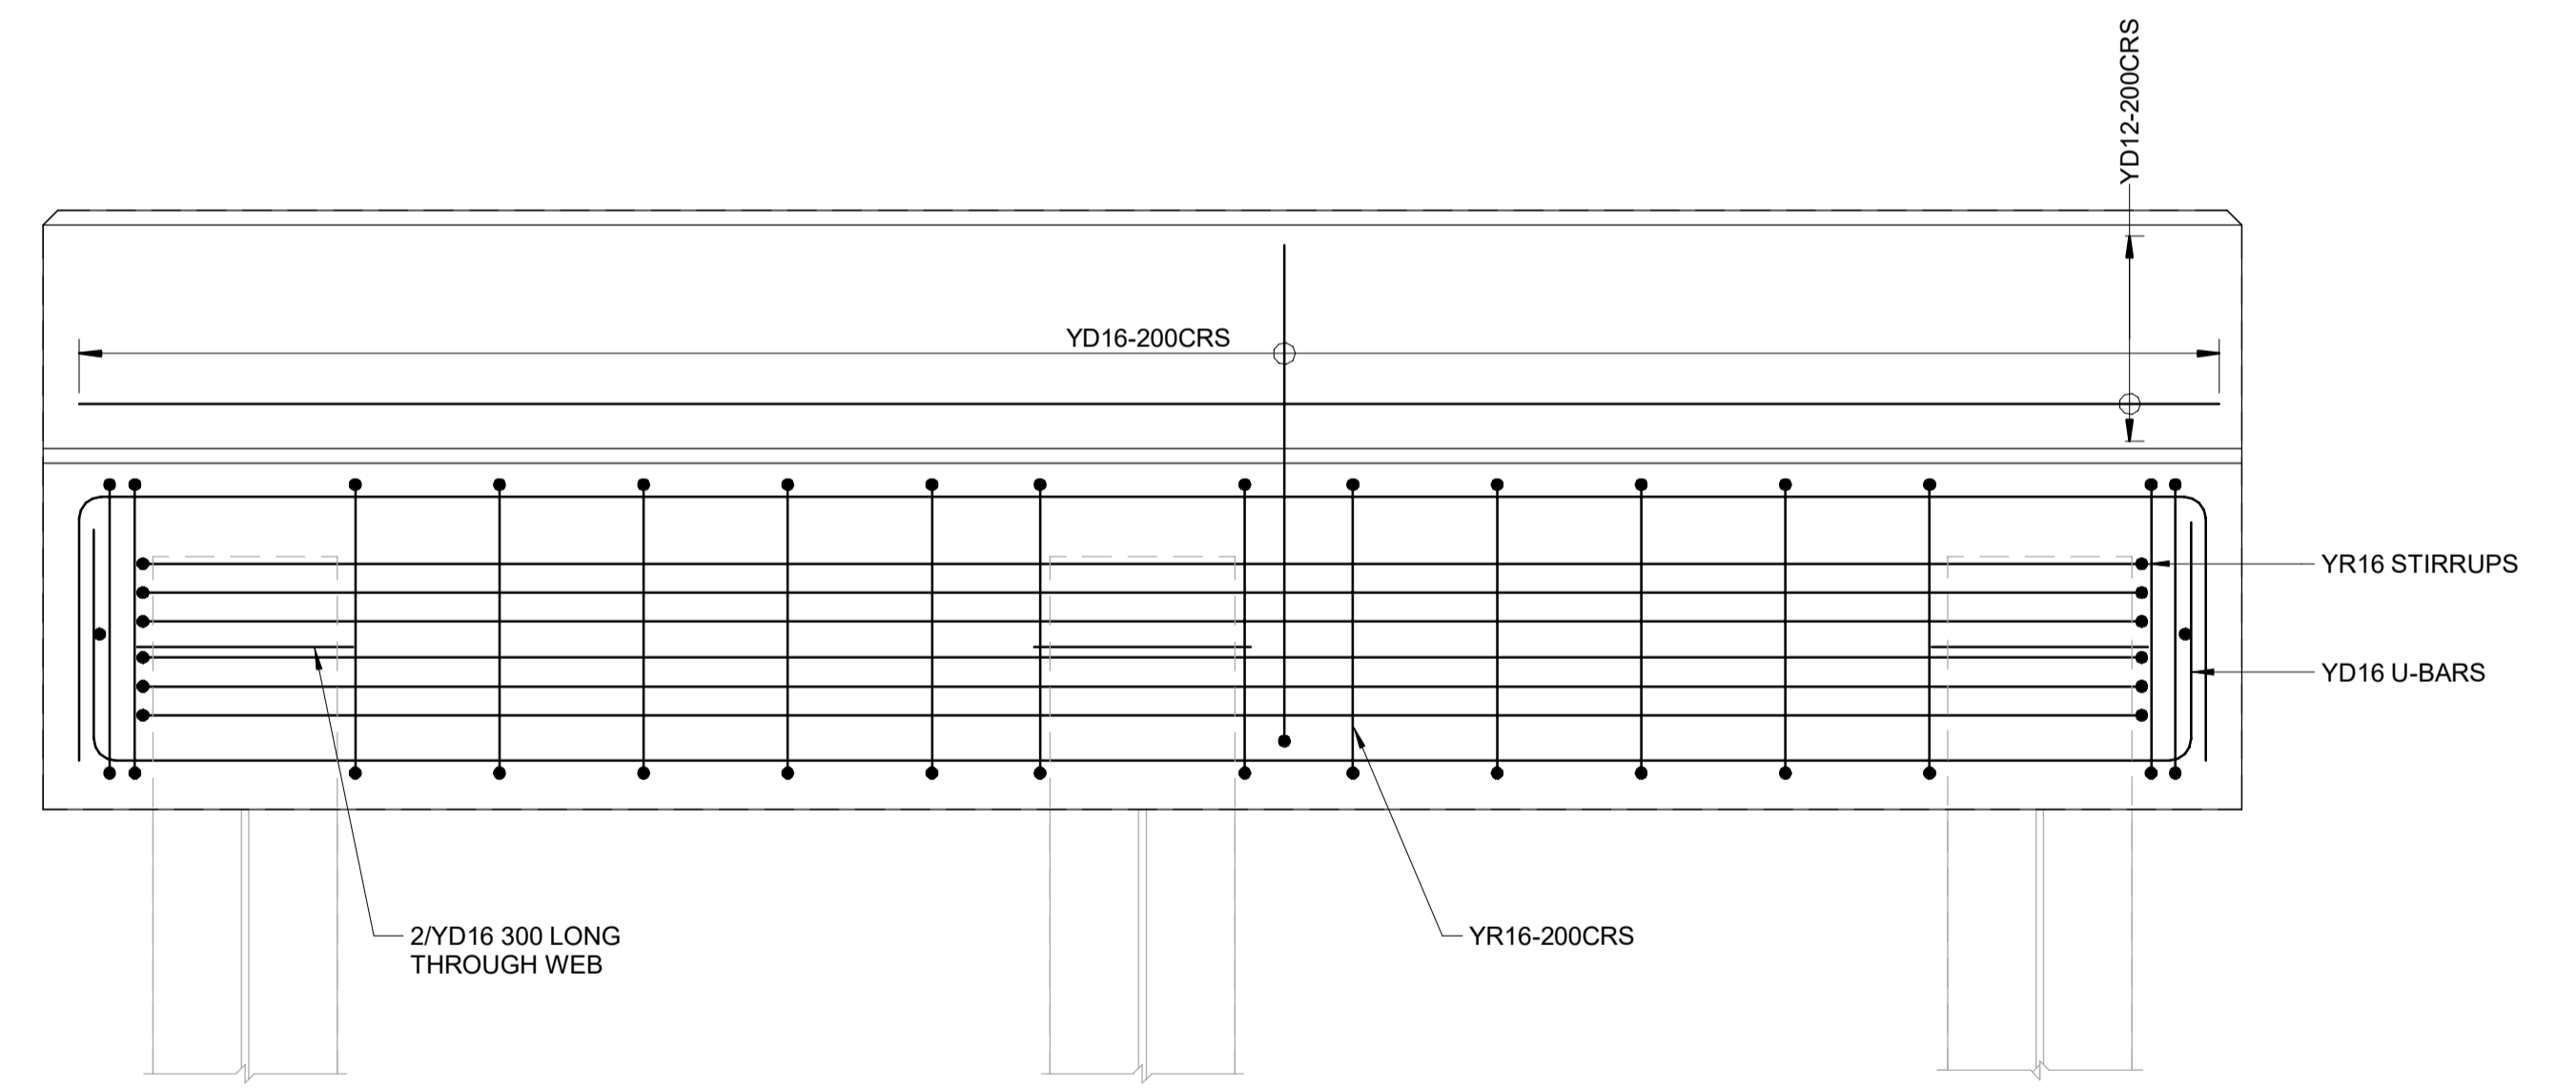 YD12-200CRS
YD16-200CRS
YR16 STIRRUPS
YD16 U-BARS
2/YD16 300 LONG
THROUGH WEB
YR16-200CRS